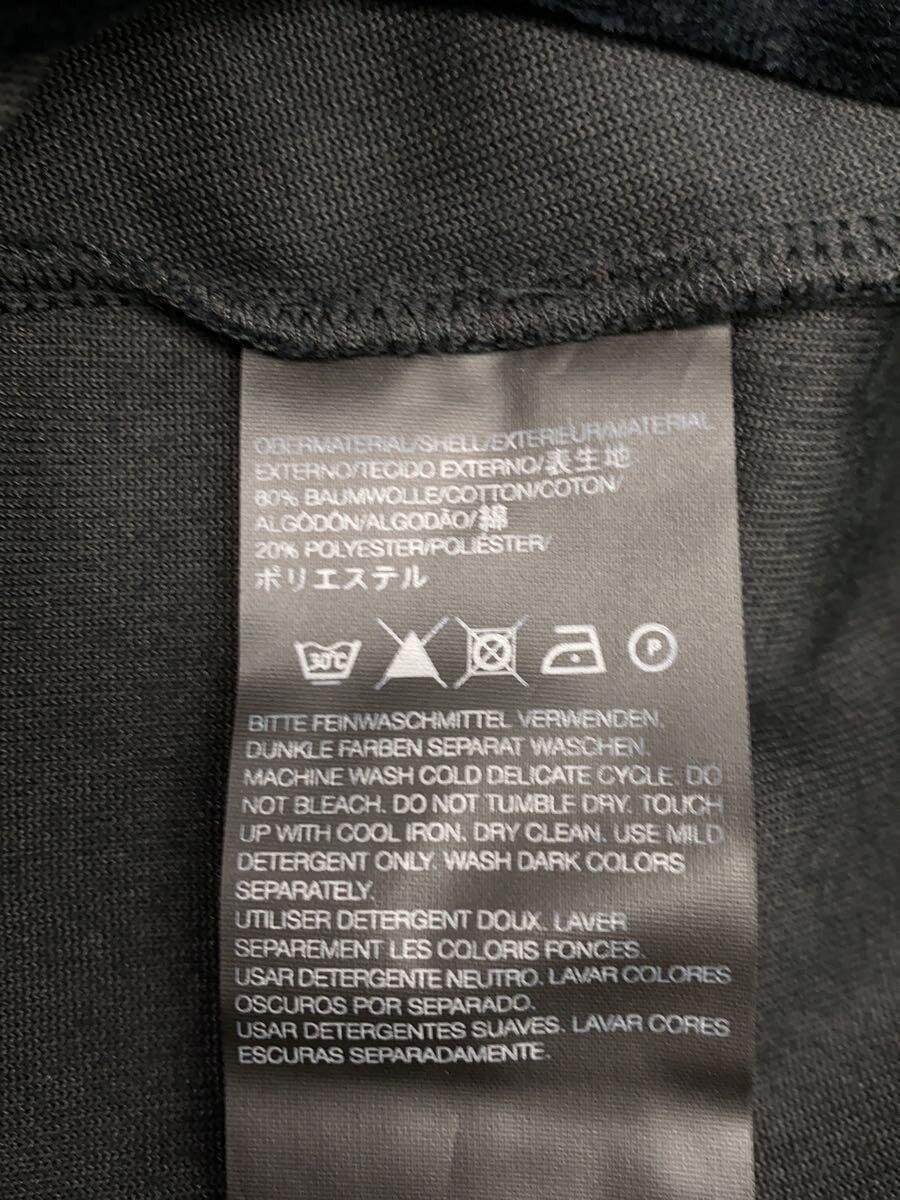 OBERMATERIAL/SHELL/EXTERIEUR/MATERIAL
EXTERNO/TECIDO EXTERNO/表生地
80% BAUMWOLLE/COTTON/COTON/
ALGÓDÓN/ALGODÃO/綿
20% POLYESTER/POLIÉSTER/
ポリエステル
30°C P
BITTE FEINWASCHMITTEL VERWENDEN.
DUNKLE FARBEN SEPARAT WASCHEN.
MACHINE WASH COLD DELICATE CYCLE. DO
NOT BLEACH. DO NOT TUMBLE DRY. TOUCH
UP WITH COOL IRON. DRY CLEAN. USE MILD
DETERGENT ONLY. WASH DARK COLORS
SEPARATELY.
UTILISER DETERGENT DOUX. LAVER
SEPAREMENT LES COLORIS FONCES.
USAR DETERGENTE NEUTRO. LAVAR COLORES
OSCUROS POR SEPARADO.
USAR DETERGENTES SUAVES. LAVAR CORES
ESCURAS SEPARADAMENTE.